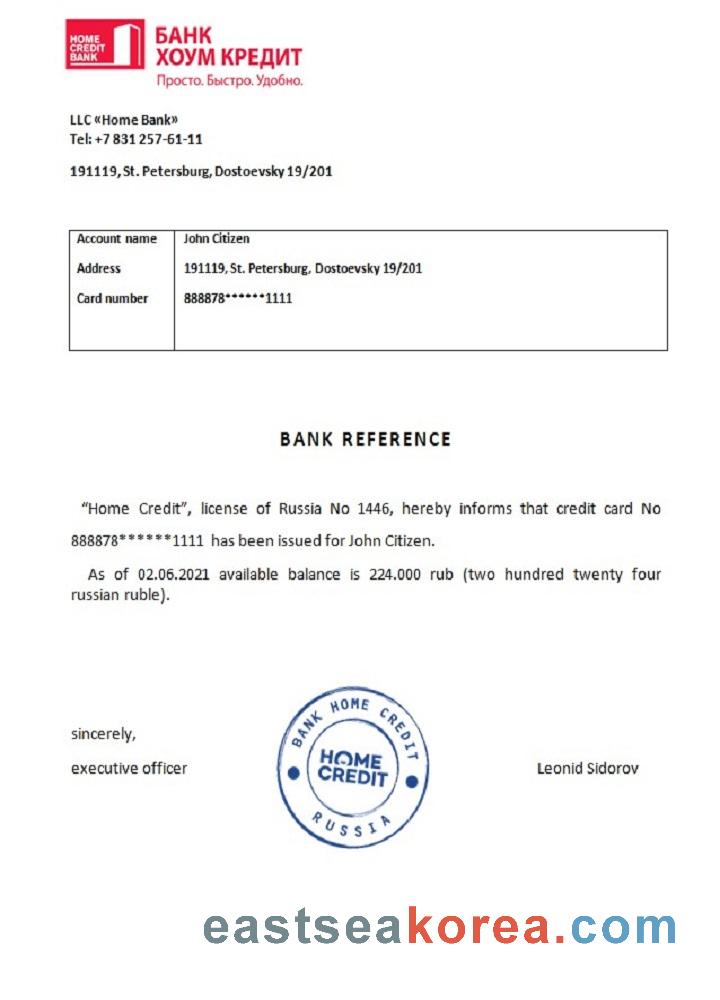 HOME
CREDIT
BANK
БАНК
ХОУМ КРЕДИТ
Просто. Быстро. Удобно.
LLC «Home Bank»
Tel: +7 831 257-61-11
191119, St. Petersburg, Dostoevsky 19/201
Account name John Citizen
Address 191119, St. Petersburg, Dostoevsky 19/201
Card number 888878******1111
BANK REFERENCE
“Home Credit”, license of Russia No 1446, hereby informs that credit card No
888878******1111 has been issued for John Citizen.
As of 02.06.2021 available balance is 224.000 rub (two hundred twenty four
russian ruble).
sincerely,
executive officer
BANK HOME CREDIT
HOME
CREDIT
RUSSIA
Leonid Sidorov
eastseakorea.com